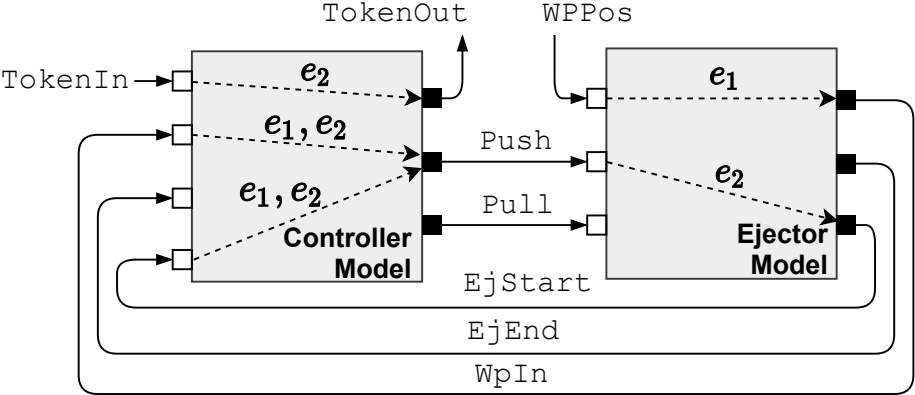 TokenOut
WPPos
TokenIn
e₂
e₁
e₁, e₂
Push
e₂
e₁, e₂
Pull
Controller
Model
Ejector
Model
EjStart
EjEnd
WpIn